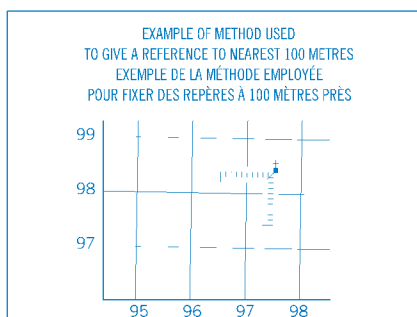 EXAMPLE OF METHOD USED
TO GIVE A REFERENCE TO NEAREST 100 METRES
EXEMPLE DE LA MÉTHODE EMPLOYÉE
POUR FIXER DES REPÈRES À 100 MÈTRES PRÈS
99
98
97
95 96 97 98